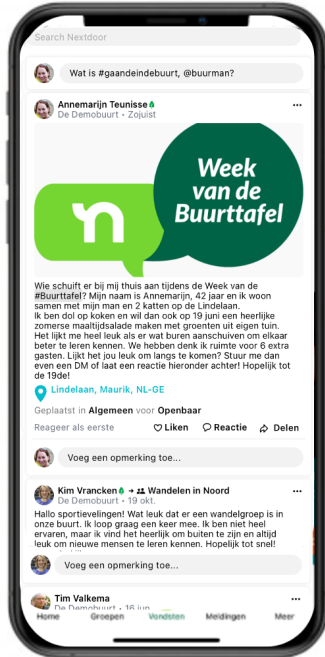 Search Nextdoor
Wat is #gaandeindebuurt, @buurman?
Annemarijn Teunisse
De Demobuurt • Zojuist
Week
van de
Buurttafel
n
Wie schuift er bij mij thuis aan tijdens de Week van de
#Buurttafel? Mijn naam is Annemarijn, 42 jaar en ik woon
samen met mijn man en 2 katten op de Lindelaan.
Ik ben dol op koken en wil dan ook op 19 juni een heerlijke
zomerse maaltijdsalade maken met groenten uit eigen tuin.
Het lijkt me heel leuk als er wat buren aanschuiven om elkaar
beter te leren kennen. We hebben denk ik ruimte voor 6 extra
gasten. Lijkt het jou leuk om langs te komen? Stuur me dan
even een DM of laat een reactie hieronder achter! Hopelijk tot
de 19de!
Lindelaan, Maurik, NL-GE
Geplaatst in Algemeen voor Openbaar
Reageer als eerste Liken Reactie Delen
Voeg een opmerking toe...
Kim Vrancken → Wandelen in Noord
De Demobuurt • 19 okt.
Hallo sportievelingen! Wat leuk dat er een wandelgroep is in
onze buurt. Ik loop graag een keer mee. Ik ben niet heel
ervaren, maar ik vind het heerlijk om buiten te zijn en altijd
leuk om nieuwe mensen te leren kennen. Hopelijk tot snel!
Voeg een opmerking toe...
Tim Valkema
De Demobuurt • 16 jun.
Home Groepen Vondsten Meldingen Meer